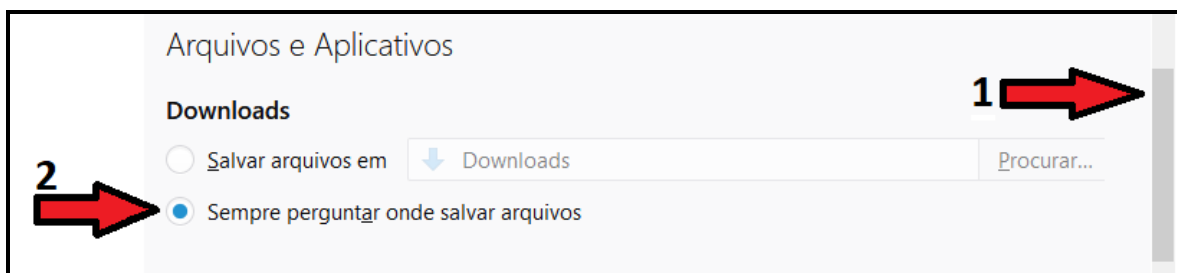 Arquivos e Aplicativos
1
Downloads
Salvar arquivos em Downloads Procurar...
2
Sempre perguntar onde salvar arquivos